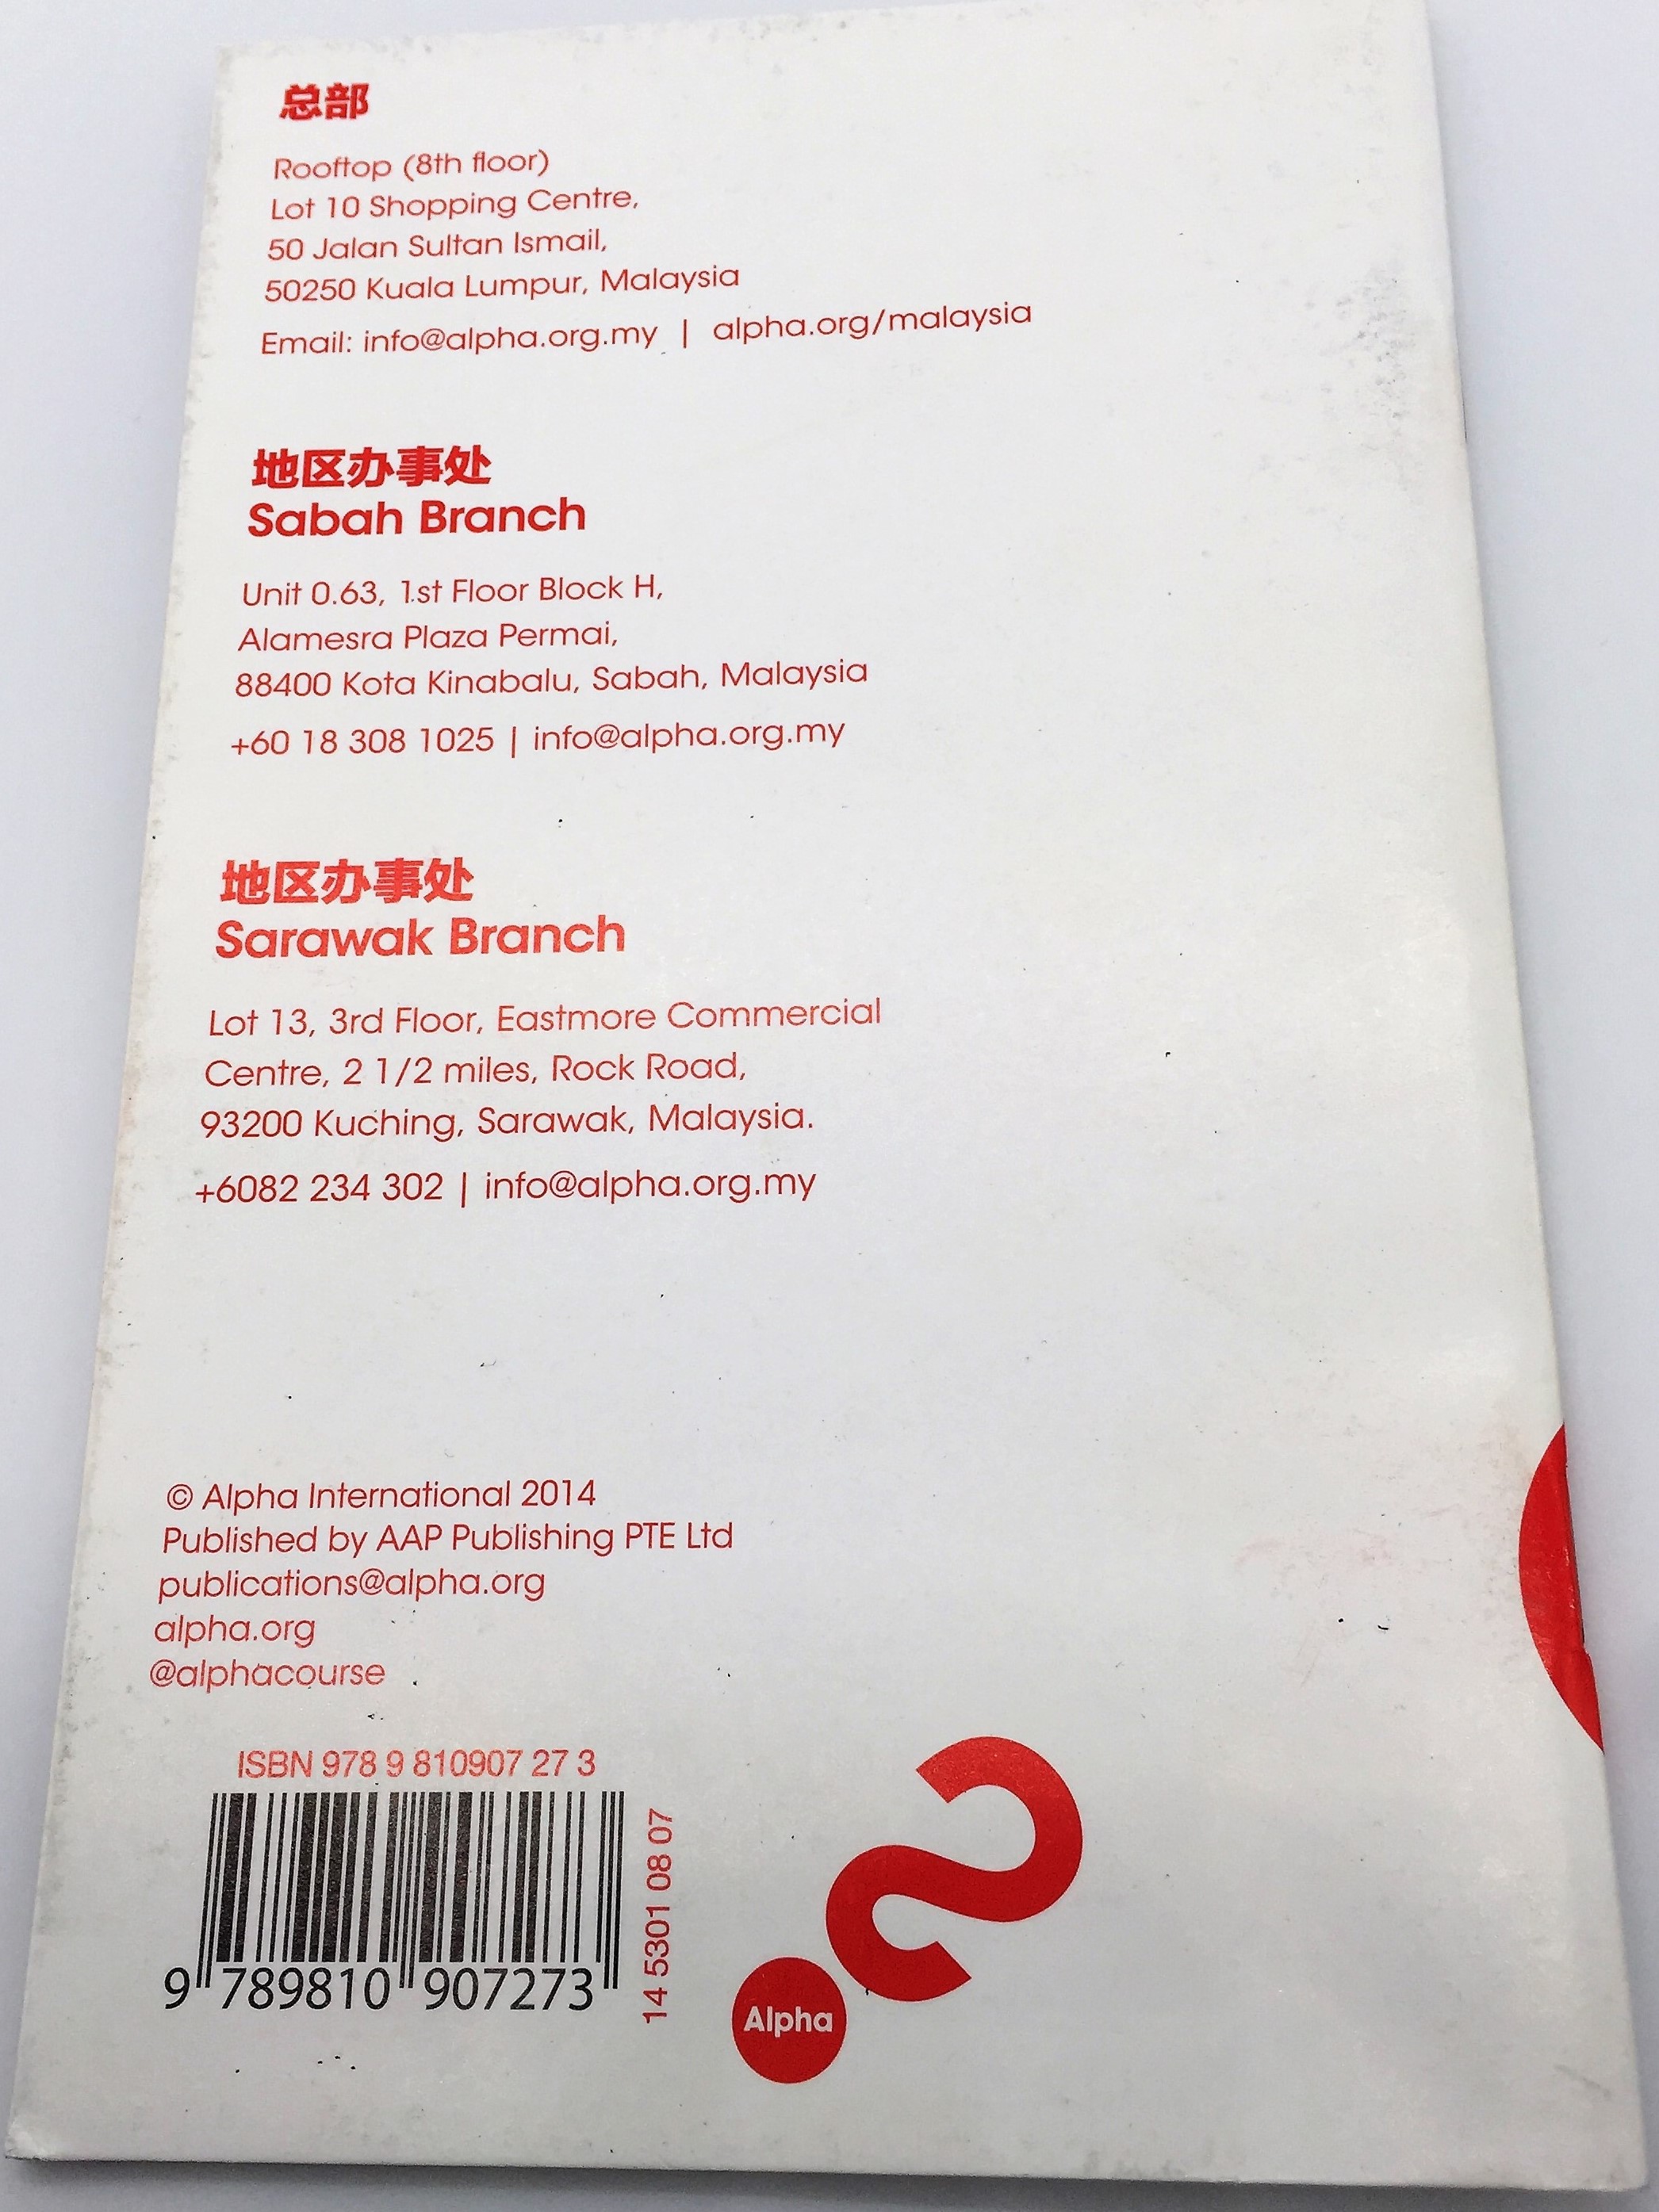 总部
Rooftop (8th floor)
Lot 10 Shopping Centre,
50 Jalan Sultan Ismail,
50250 Kuala Lumpur, Malaysia
Email: info@alpha.org.my | alpha.org/malaysia
地区办事处
Sabah Branch
Unit 0.63, 1st Floor Block H,
Alamesra Plaza Permai,
88400 Kota Kinabalu, Sabah, Malaysia
+60 18 308 1025 | info@alpha.org.my
地区办事处
Sarawak Branch
Lot 13, 3rd Floor, Eastmore Commercial
Centre, 2 1/2 miles, Rock Road,
93200 Kuching, Sarawak, Malaysia.
+6082 234 302 | info@alpha.org.my
© Alpha International 2014
Published by AAP Publishing PTE Ltd
publications@alpha.org
alpha.org
@alphacourse
ISBN 978 9 810907 27 3
9 789810 907273
14 5301 08 07
Alpha